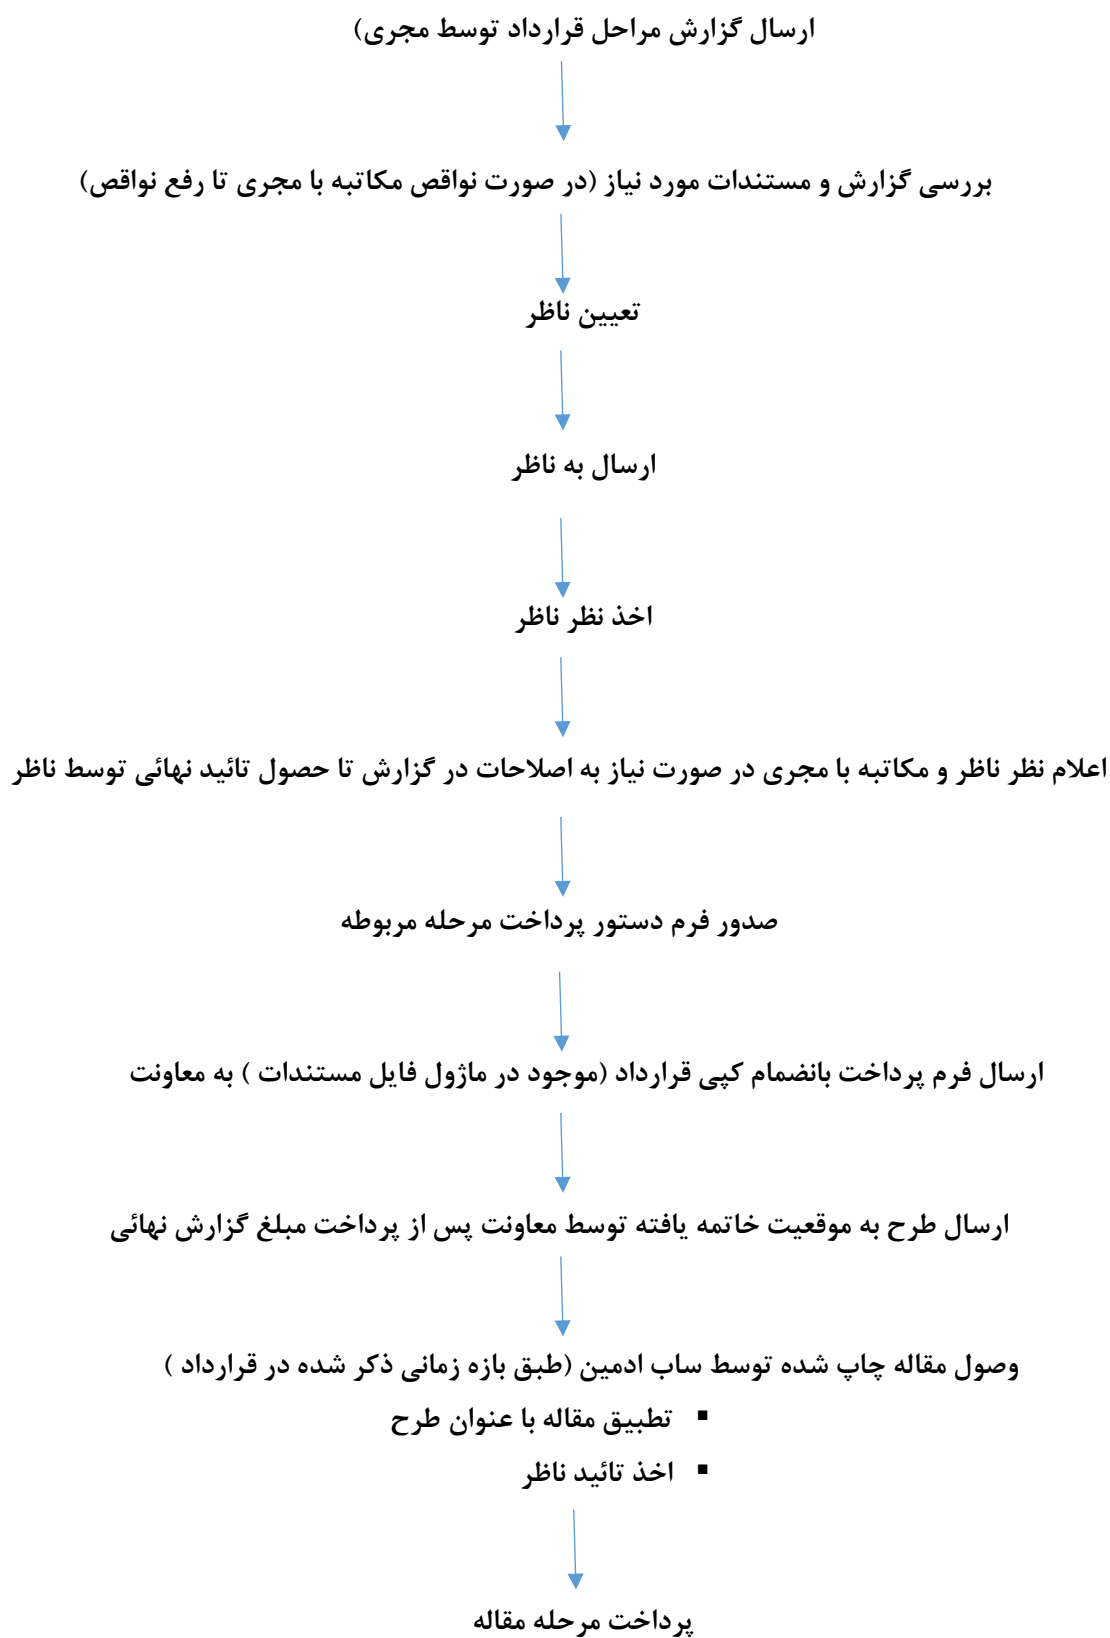 ارسال گزارش مراحل قرارداد توسط مجری)
بررسی گزارش و مستندات مورد نیاز (در صورت نواقص مکاتبه با مجری تا رفع نواقص)
تعیین ناظر
ارسال به ناظر
اخذ نظر ناظر
اعلام نظر ناظر و مکاتبه با مجری در صورت نیاز به اصلاحات در گزارش تا حصول تائید نهائی توسط ناظر
صدور فرم دستور پرداخت مرحله مربوطه
ارسال فرم پرداخت بانضمام کپی قرارداد (موجود در ماژول فایل مستندات ) به معاونت
ارسال طرح به موقعیت خاتمه یافته توسط معاونت پس از پرداخت مبلغ گزارش نهائی
وصول مقاله چاپ شده توسط ساب ادمین (طبق بازه زمانی ذکر شده در قرارداد )
▪ تطبیق مقاله با عنوان طرح
▪ اخذ تائید ناظر
پرداخت مرحله مقاله